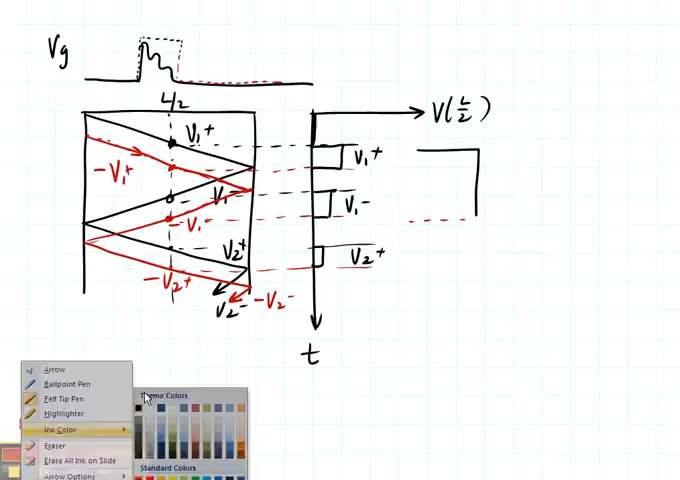 Vg
L/2
V(L/2)
V₁⁺
V₁⁺
-V₁⁺
V₁⁻
V₁⁻
-V₁⁻
V₂⁺
V₂⁺
-V₂⁺
V₂⁻
-V₂⁻
t
Arrow
Ballpoint Pen
Felt Tip Pen
Highlighter
Ink Color
Eraser
Erase All Ink on Slide
Arrow Options
Theme Colors
Standard Colors